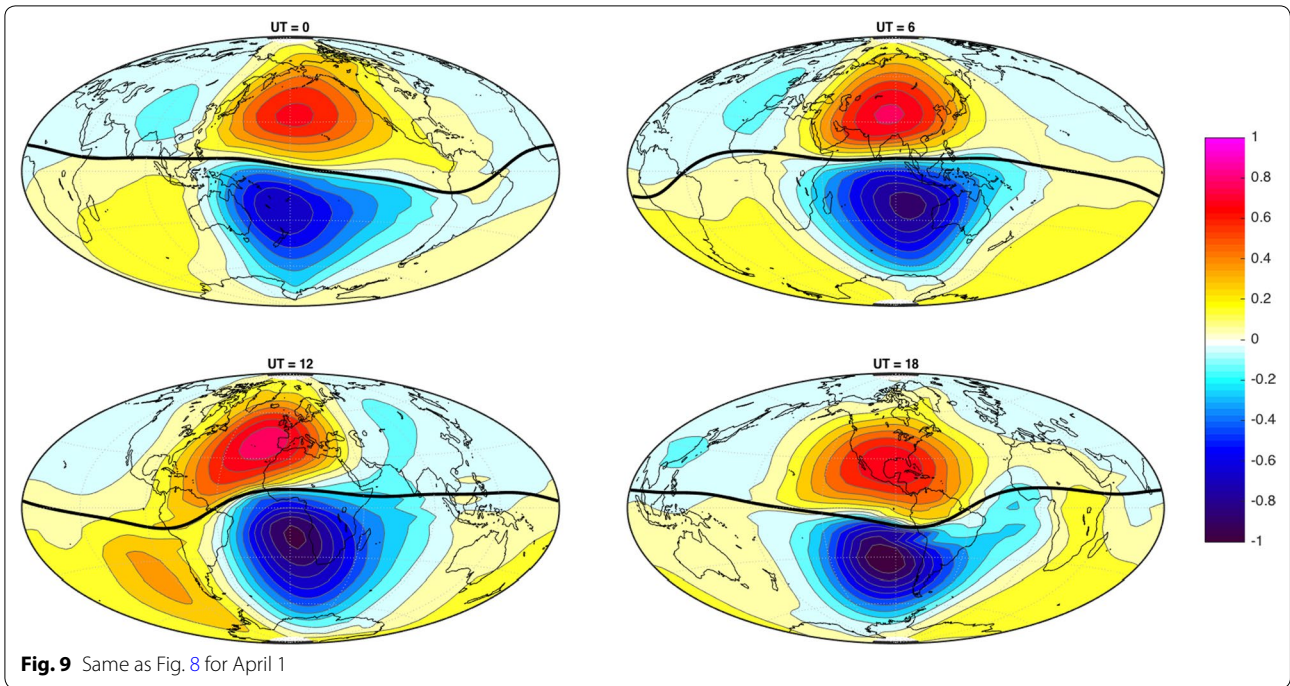 UT = 0
UT = 6
UT = 12
UT = 18
1
0.8
0.6
0.4
0.2
0
-0.2
-0.4
-0.6
-0.8
-1
Fig. 9 Same as Fig. 8 for April 1